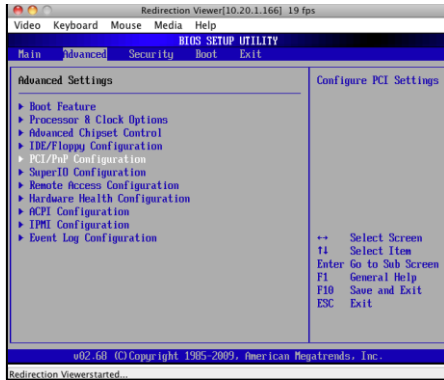 Redirection Viewer[10.20.1.166] 19 fps
Video Keyboard Mouse Media Help
BIOS SETUP UTILITY
Main Advanced Security Boot Exit
Advanced Settings
Configure PCI Settings
Boot Feature
Processor & Clock Options
Advanced Chipset Control
IDE/Floppy Configuration
PCI/PnP Configuration
SuperIO Configuration
Remote Access Configuration
Hardware Health Configuration
ACPI Configuration
IPMI Configuration
Event Log Configuration
↔ Select Screen
↑↓ Select Item
Enter Go to Sub Screen
F1 General Help
F10 Save and Exit
ESC Exit
v02.68 (C)Copyright 1985-2009, American Megatrends, Inc.
Redirection Viewerstarted...